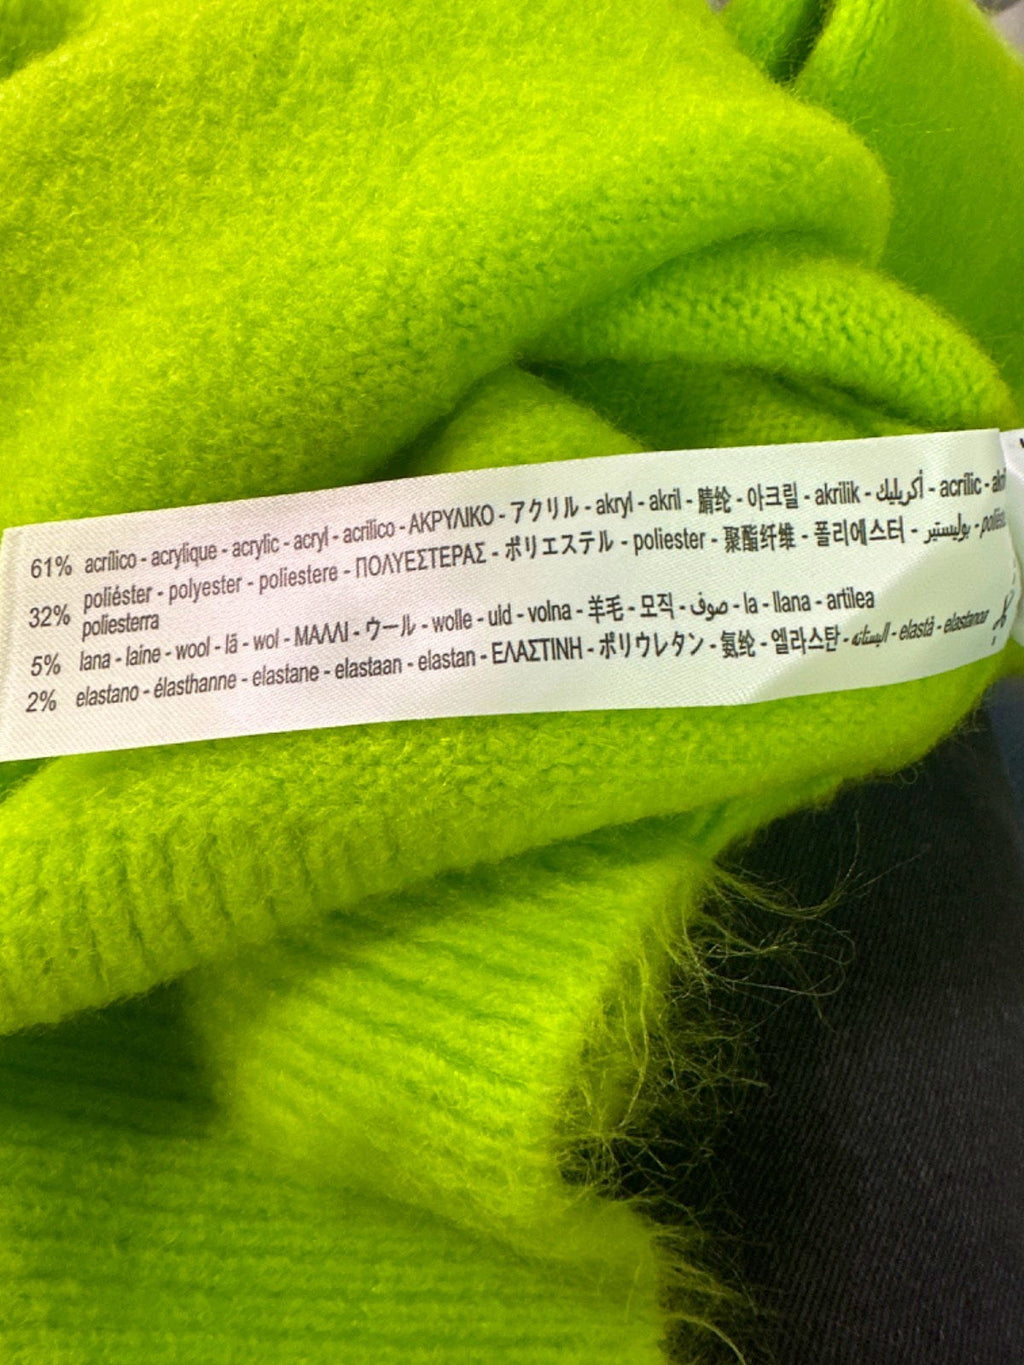 61% acrílico - acrylique - acrylic - acryl - acrilico - ΑΚΡΥΛΙΚΟ - アクリル - akryl - akril - 腈纶 - 아크릴 - akrilik - أكريليك - acrílic -
32% poliéster - polyester - poliestere - ΠΟΛΥΕΣΤΕΡΑΣ - ポリエステル - poliester - 聚酯纤维 - 폴리에스터 - بوليستير -
poliesterra
5% lana - laine - wool - lã - wol - ΜΑΛΛΙ - ウール - wolle - uld - volna - 羊毛 - 모직 - صوف - la - llana - artilea
2% elastano - élasthanne - elastane - elastaan - elastan - ΕΛΑΣΤΙΝΗ - ポリウレタン - 氨纶 - 엘라스탄 - - elastà - elastanoa